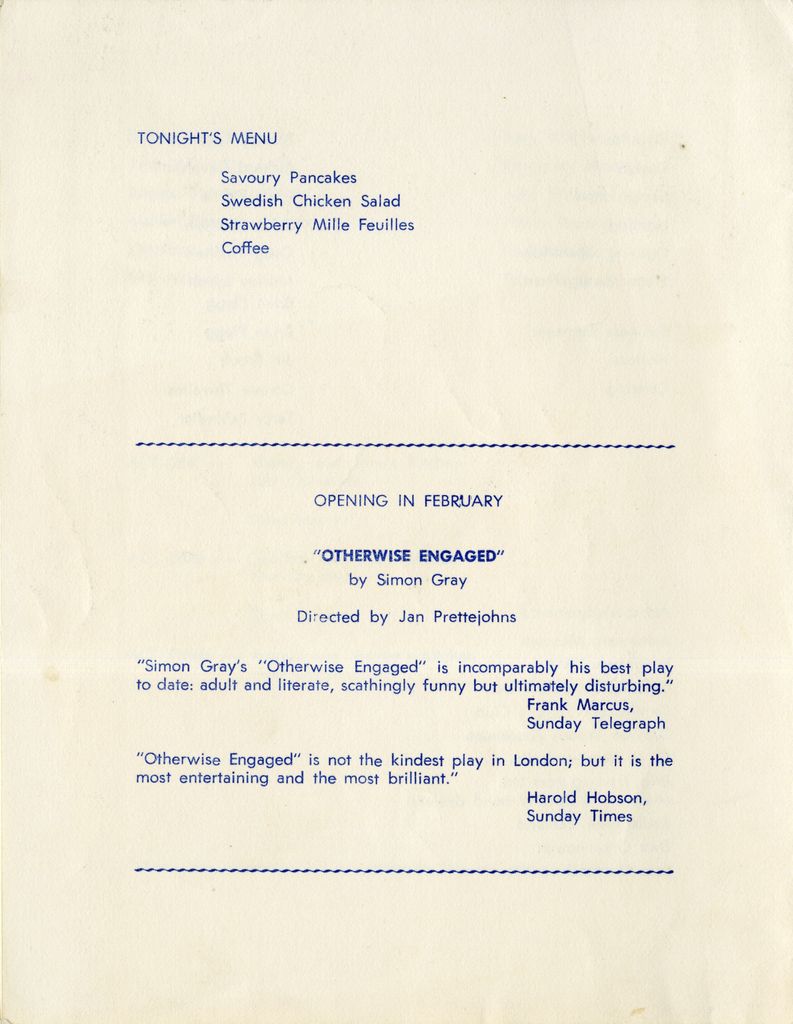 TONIGHT'S MENU
Savoury Pancakes
Swedish Chicken Salad
Strawberry Mille Feuilles
Coffee
OPENING IN FEBRUARY
"OTHERWISE ENGAGED"
by Simon Gray
Directed by Jan Prettejohns
"Simon Gray's "Otherwise Engaged" is incomparably his best play
to date: adult and literate, scathingly funny but ultimately disturbing."
Frank Marcus,
Sunday Telegraph
"Otherwise Engaged" is not the kindest play in London; but it is the
most entertaining and the most brilliant."
Harold Hobson,
Sunday Times